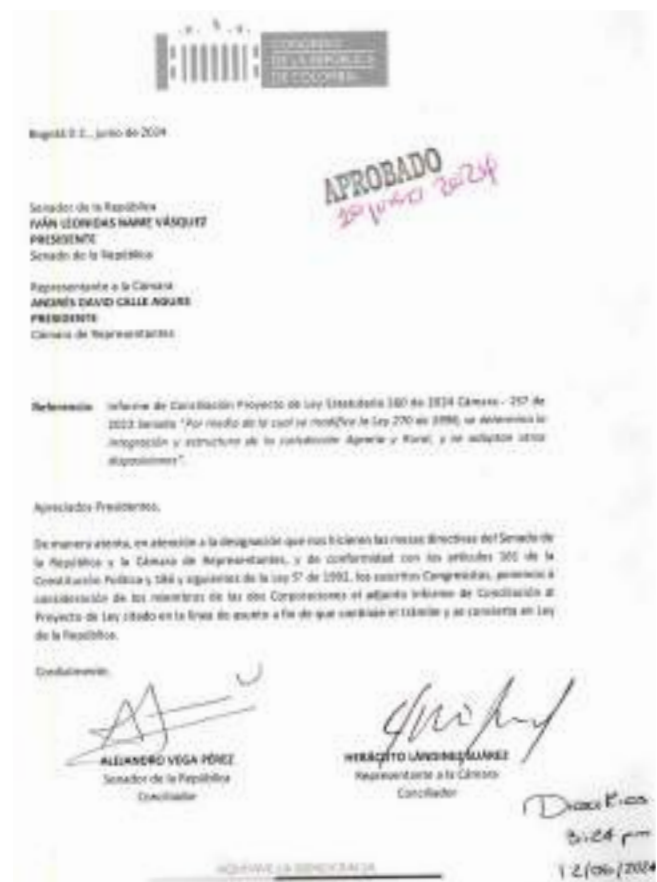 CONGRESO
DE LA REPÚBLICA
DE COLOMBIA
Bogotá D.C., junio de 2024
APROBADO
junio 2024
Senador de la República
IVÁN LEONIDAS NAME VÁSQUEZ
PRESIDENTE
Senado de la República
Representante a la Cámara
ANDRÉS DAVID CALLE AGUAS
PRESIDENTE
Cámara de Representantes
Referencia: Informe de Conciliación Proyecto de Ley Estatutaria 360 de 2024 Cámara - 297 de
2023 Senado "Por medio de la cual se modifica la Ley 270 de 1996, se determina la
integración y estructura de la Jurisdicción Agraria y Rural, y se adoptan otras
disposiciones".
Apreciados Presidentes,
De manera atenta, en atención a la designación que nos hicieren las mesas directivas del Senado de
la República y la Cámara de Representantes, y de conformidad con los artículos 161 de la
Constitución Política y 186 y siguientes de la Ley 5ª de 1992, los suscritos Congresistas, ponemos a
consideración de los miembros de las dos Corporaciones el adjunto informe de Conciliación al
Proyecto de Ley citado en la línea de asunto a fin de que continúe el trámite y se convierta en Ley
de la República.
Cordialmente,
ALEJANDRO VEGA PÉREZ
Senador de la República
Conciliador
HERÁCLITO LANDINEZ SUÁREZ
Representante a la Cámara
Conciliador
3:24 pm
12/06/2024
AQUÍ VIVE LA DEMOCRACIA